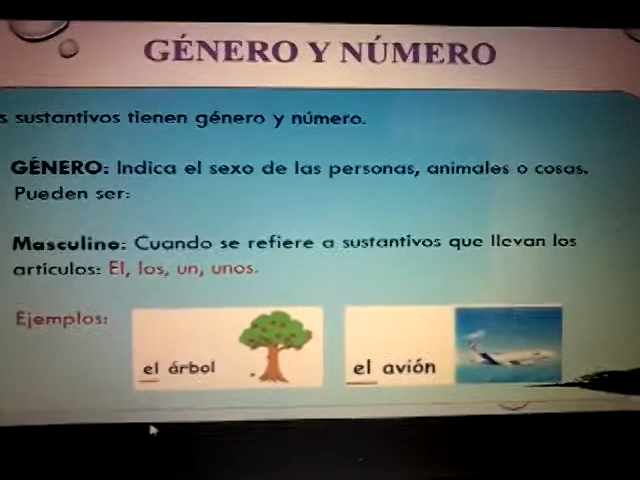 GÉNERO Y NÚMERO
s sustantivos tienen género y número.
GÉNERO: Indica el sexo de las personas, animales o cosas.
Pueden ser:
Masculino: Cuando se refiere a sustantivos que llevan los
artículos: El, los, un, unos.
Ejemplos:
el árbol
el avión